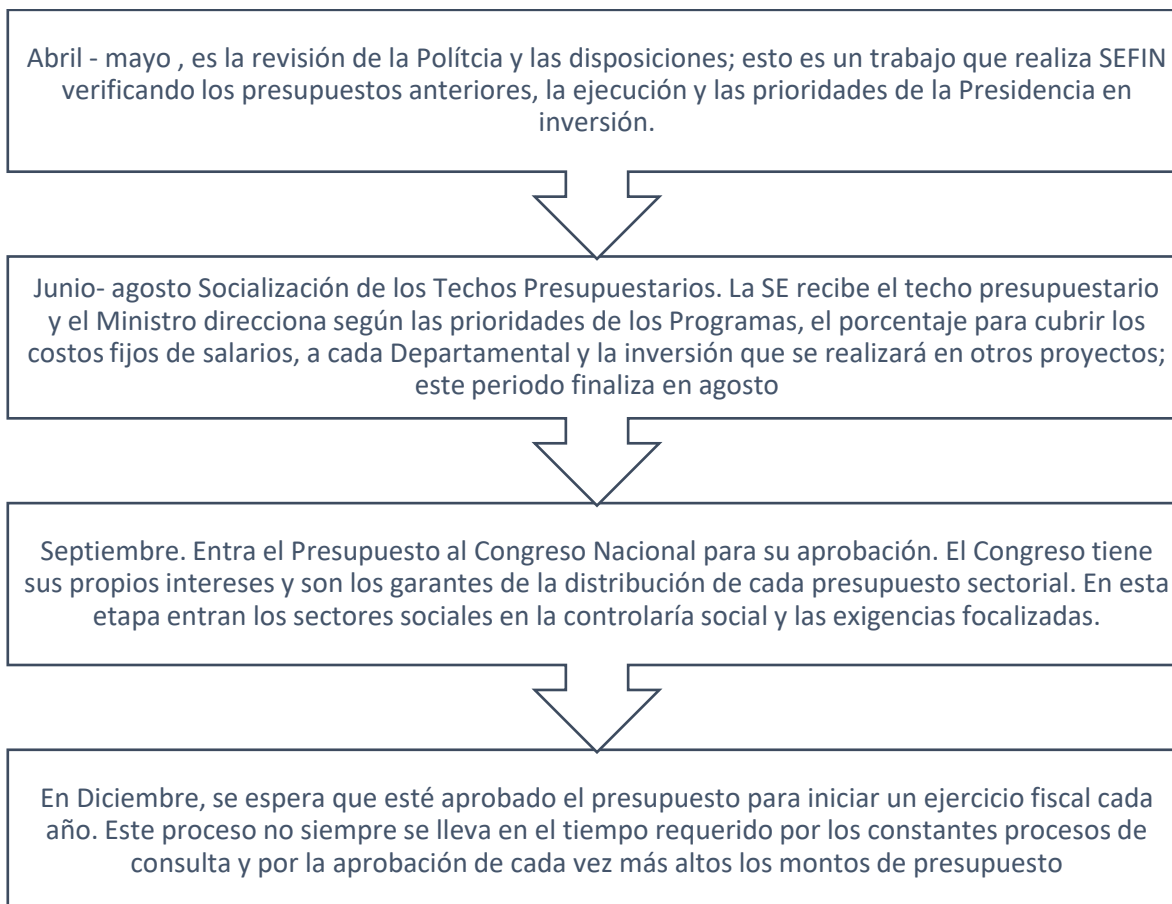 Abril - mayo , es la revisión de la Polítcia y las disposiciones; esto es un trabajo que realiza SEFIN
verificando los presupuestos anteriores, la ejecución y las prioridades de la Presidencia en
inversión.
Junio- agosto Socialización de los Techos Presupuestarios. La SE recibe el techo presupuestario
y el Ministro direcciona según las prioridades de los Programas, el porcentaje para cubrir los
costos fijos de salarios, a cada Departamental y la inversión que se realizará en otros proyectos;
este periodo finaliza en agosto
Septiembre. Entra el Presupuesto al Congreso Nacional para su aprobación. El Congreso tiene
sus propios intereses y son los garantes de la distribución de cada presupuesto sectorial. En esta
etapa entran los sectores sociales en la controlaría social y las exigencias focalizadas.
En Diciembre, se espera que esté aprobado el presupuesto para iniciar un ejercicio fiscal cada
año. Este proceso no siempre se lleva en el tiempo requerido por los constantes procesos de
consulta y por la aprobación de cada vez más altos los montos de presupuesto